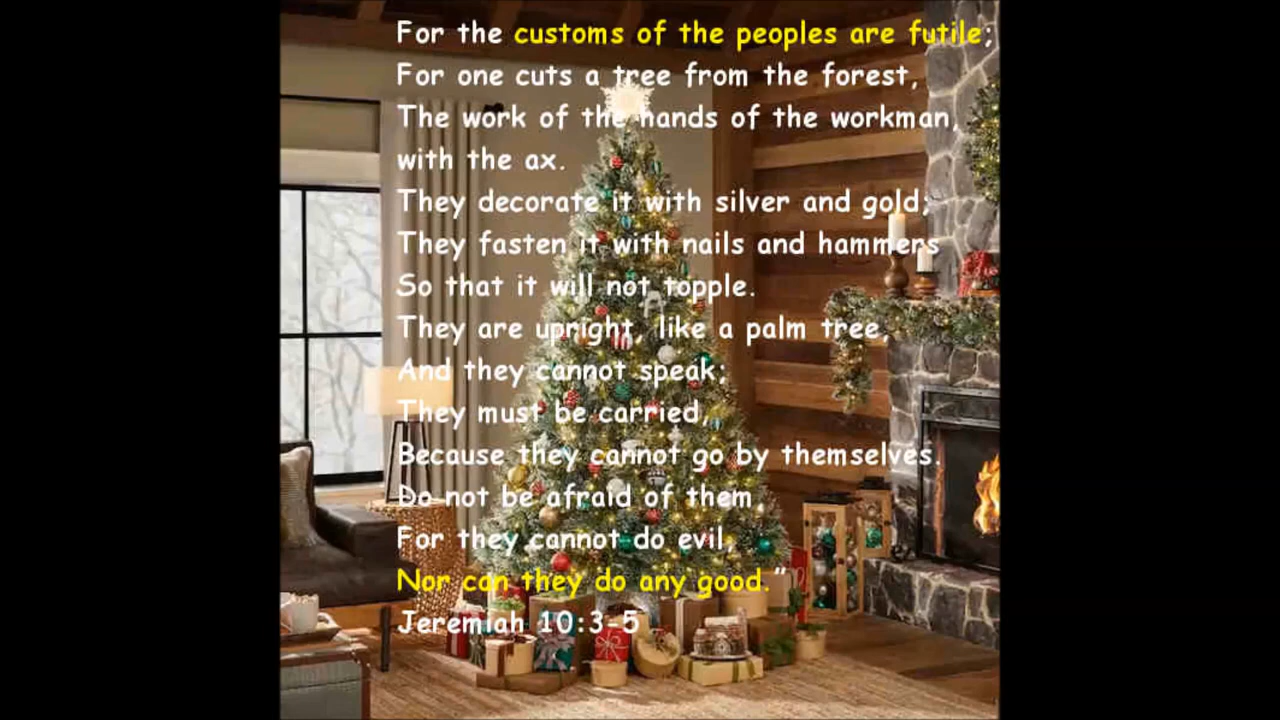 For the customs of the peoples are futile;
For one cuts a tree from the forest,
The work of the hands of the workman,
with the ax.
They decorate it with silver and gold;
They fasten it with nails and hammers
So that it will not topple.
They are upright, like a palm tree,
And they cannot speak;
They must be carried,
Because they cannot go by themselves.
Do not be afraid of them,
For they cannot do evil,
Nor can they do any good.”
Jeremiah 10:3-5